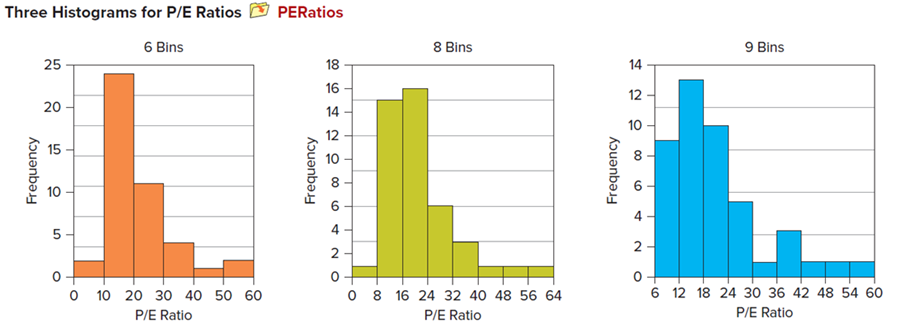 Three Histograms for P/E Ratios PERatios
6 Bins
25
20
15
10
5
0
Frequency
0 10 20 30 40 50 60
P/E Ratio
8 Bins
18
16
14
12
10
8
6
4
2
0
Frequency
0 8 16 24 32 40 48 56 64
P/E Ratio
9 Bins
14
12
10
8
6
4
2
0
Frequency
6 12 18 24 30 36 42 48 54 60
P/E Ratio